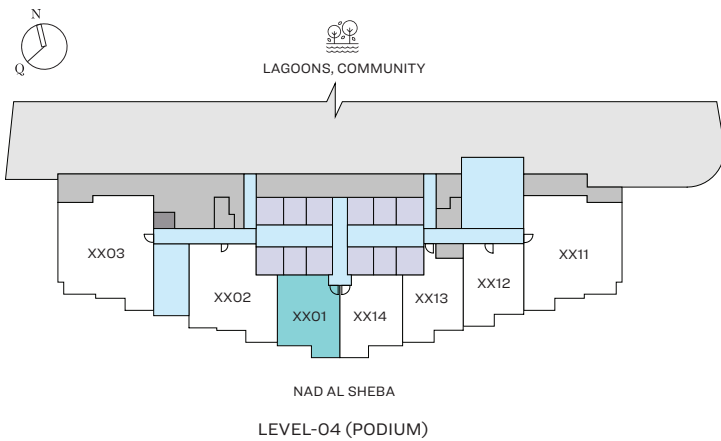 N
Q
LAGOONS, COMMUNITY
XX03
XX02
XX01
XX14
XX13
XX12
XX11
NAD AL SHEBA
LEVEL-04 (PODIUM)